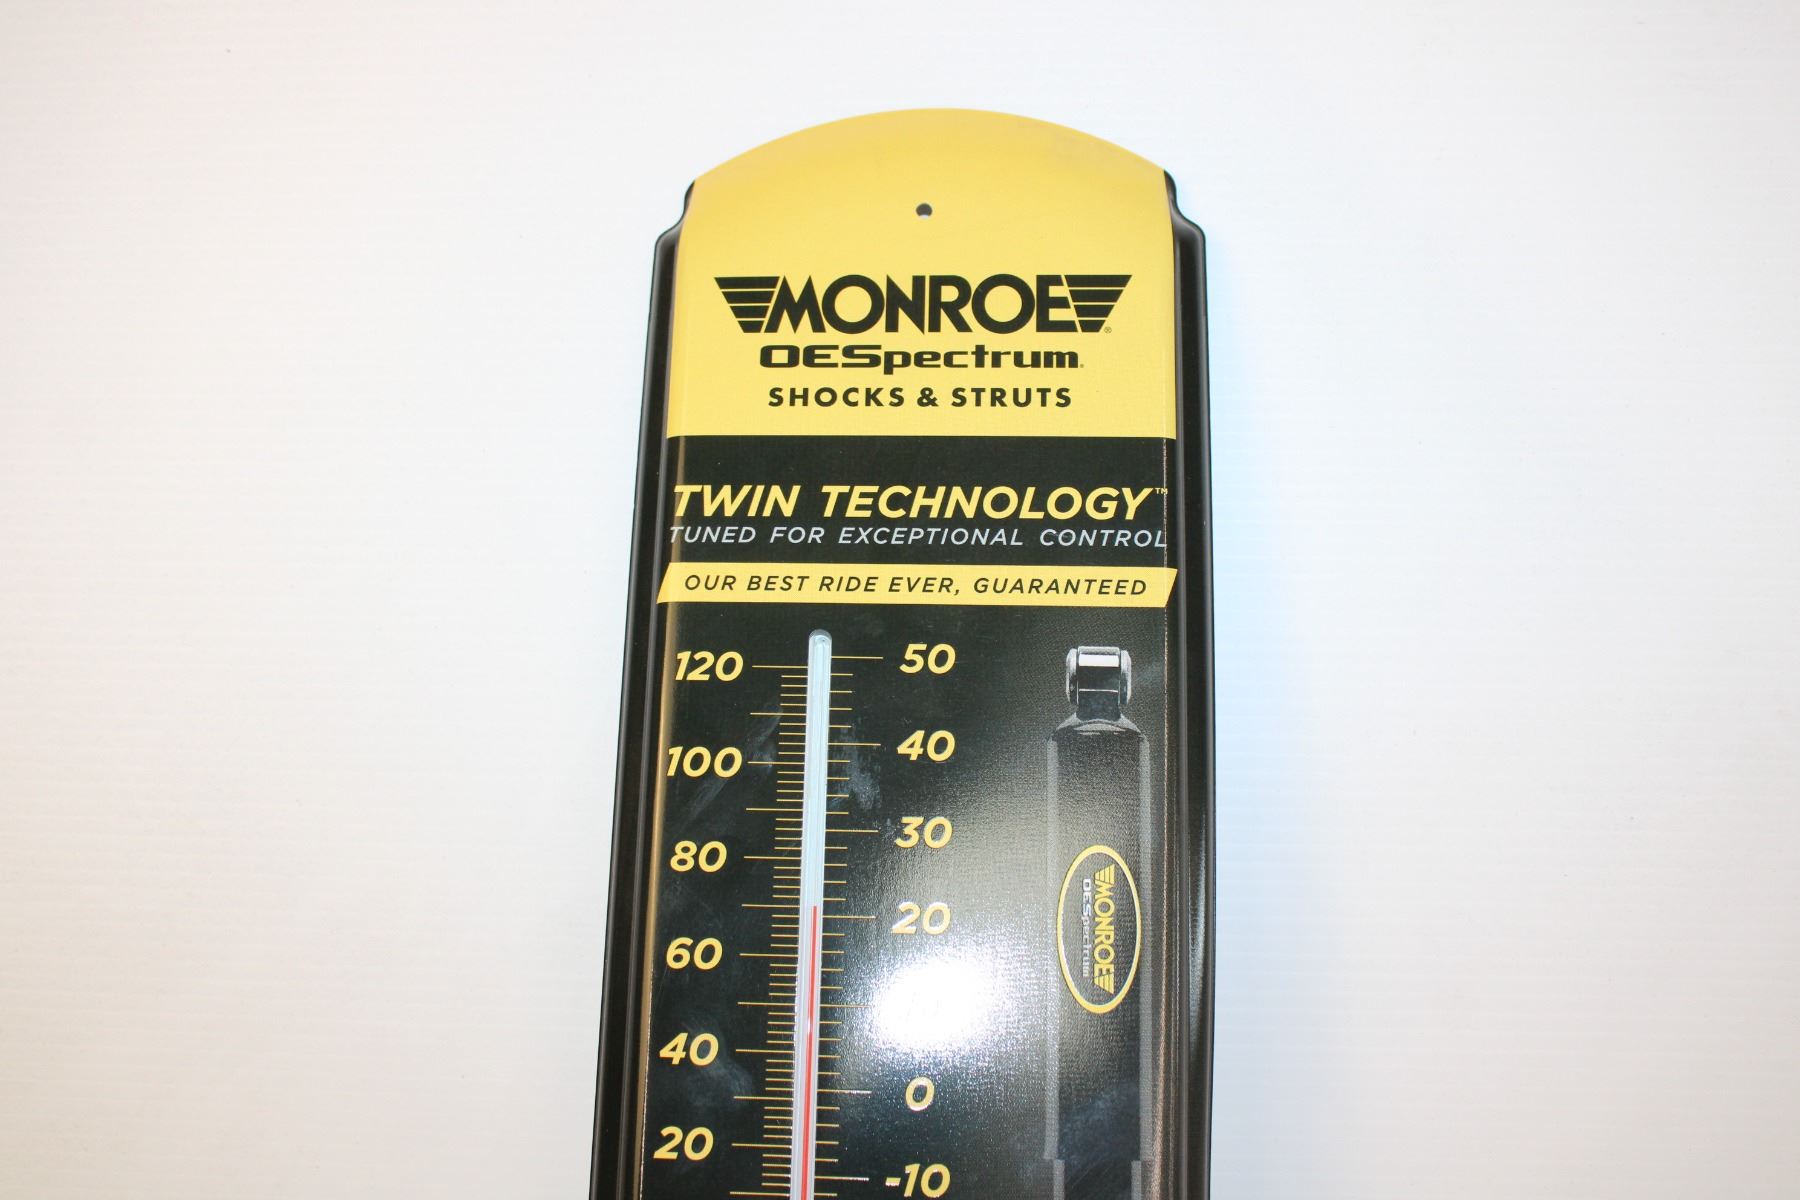 MONROE®
OESpectrum®
SHOCKS & STRUTS
TWIN TECHNOLOGY™
TUNED FOR EXCEPTIONAL CONTROL
OUR BEST RIDE EVER, GUARANTEED
120 50
100 40
80 30
60 20
40 0
20 -10
MONROE
OESpectrum